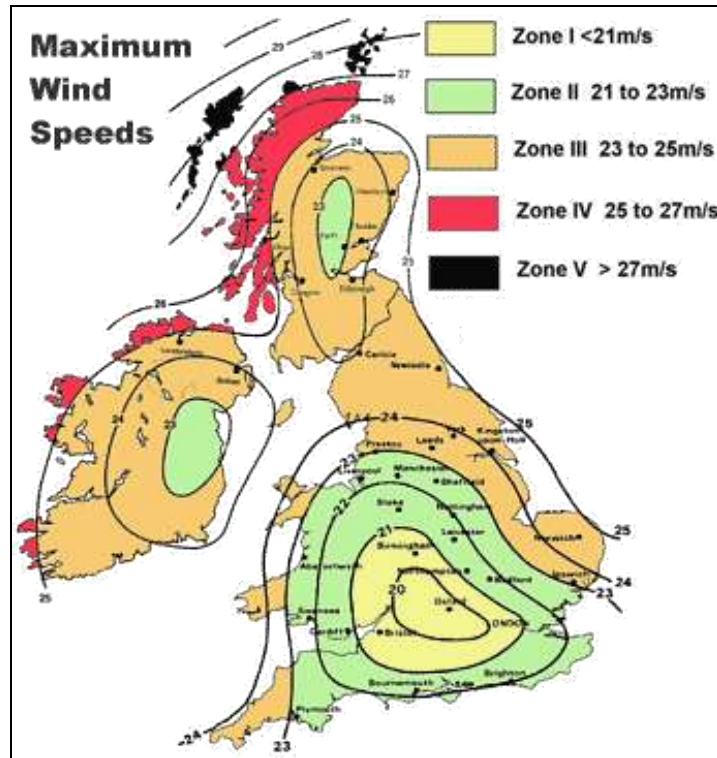 Maximum
Wind
Speeds
Zone I <21m/s
Zone II 21 to 23m/s
Zone III 23 to 25m/s
Zone IV 25 to 27m/s
Zone V > 27m/s
29
28
27
26
25
24
23
25
26
Edinburgh
Glasgow
Carlisle
Newcastle
24
23
24
York
Kingston
upon Hull
25
Preston
Leeds
23
Liverpool
Manchester
Sheffield
22
Stoke
Nottingham
25
21
Leicester
Norwich
Birmingham
Aberystwyth
Northampton
Bedford
Ipswich
24
25
20
Oxford
23
Swansea
Cardiff
Bristol
LONDON
Bournemouth
Brighton
Plymouth
24
23